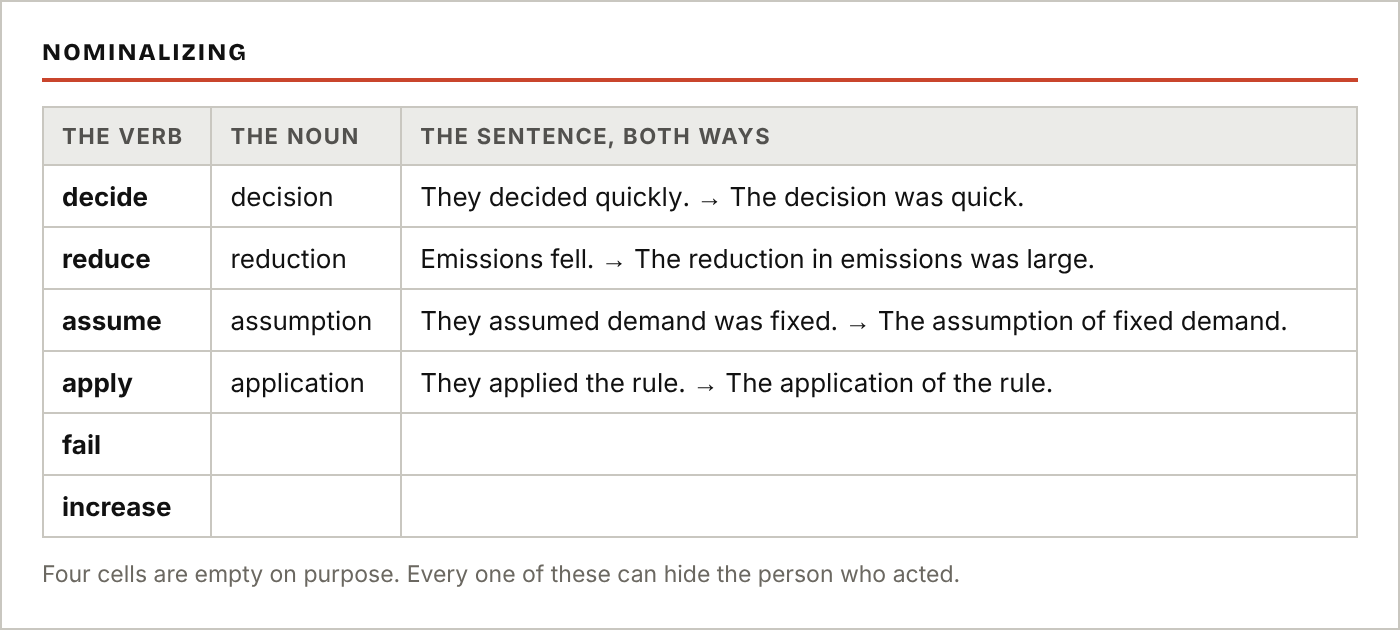 NOMINALIZING
THE VERB THE NOUN THE SENTENCE, BOTH WAYS
decide decision They decided quickly. → The decision was quick.
reduce reduction Emissions fell. → The reduction in emissions was large.
assume assumption They assumed demand was fixed. → The assumption of fixed demand.
apply application They applied the rule. → The application of the rule.
fail
increase
Four cells are empty on purpose. Every one of these can hide the person who acted.